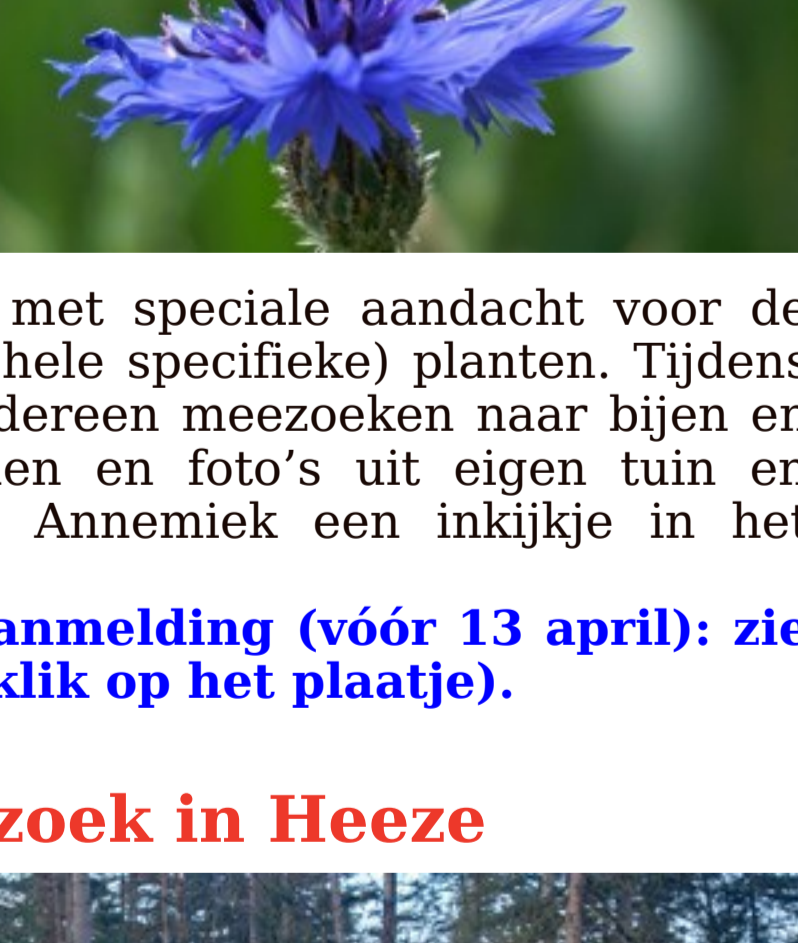 met speciale aandacht voor de
hele specifieke) planten. Tijdens
dereen meezoeken naar bijen en
en en foto’s uit eigen tuin en
Annemiek een inkijkje in het
anmelding (vóór 13 april): zie
klik op het plaatje).
zoek in Heeze